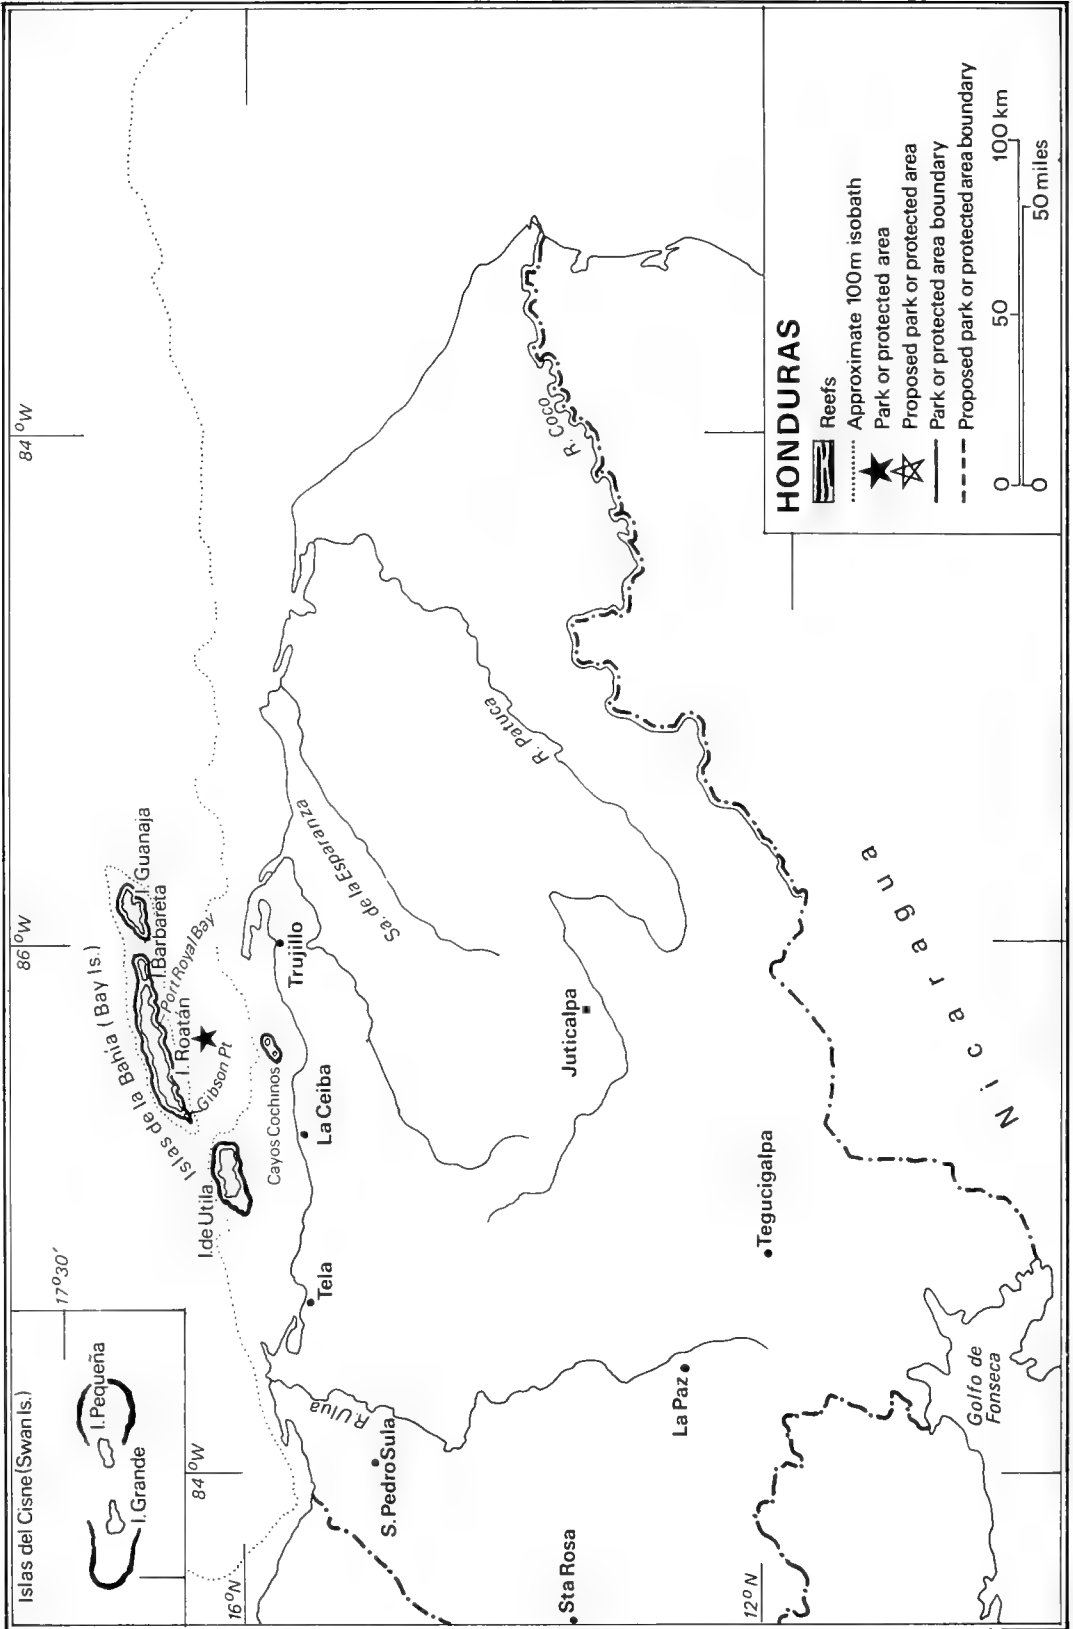 Islas del Cisne (Swan Is.)
17°30'
I. Pequeña
I. Grande
84°W
86°W
84°W
16°N
12°N
Islas de la Bahia (Bay Is.)
I. Guanaja
I. Barbareta
Port Royal Bay
I. Roatán
Gibson Pt
I. de Utila
Cayos Cochinos
Trujillo
La Ceiba
Tela
Sa. de la Esparanza
R. Patuca
R. Coco
R. Ulua
S. Pedro Sula
Juticalpa
Tegucigalpa
La Paz
Sta Rosa
Golfo de
Fonseca
Nicaragua
HONDURAS
Reefs
Approximate 100m isobath
Park or protected area
Proposed park or protected area
Park or protected area boundary
Proposed park or protected area boundary
0 50 100 km
0 50 miles